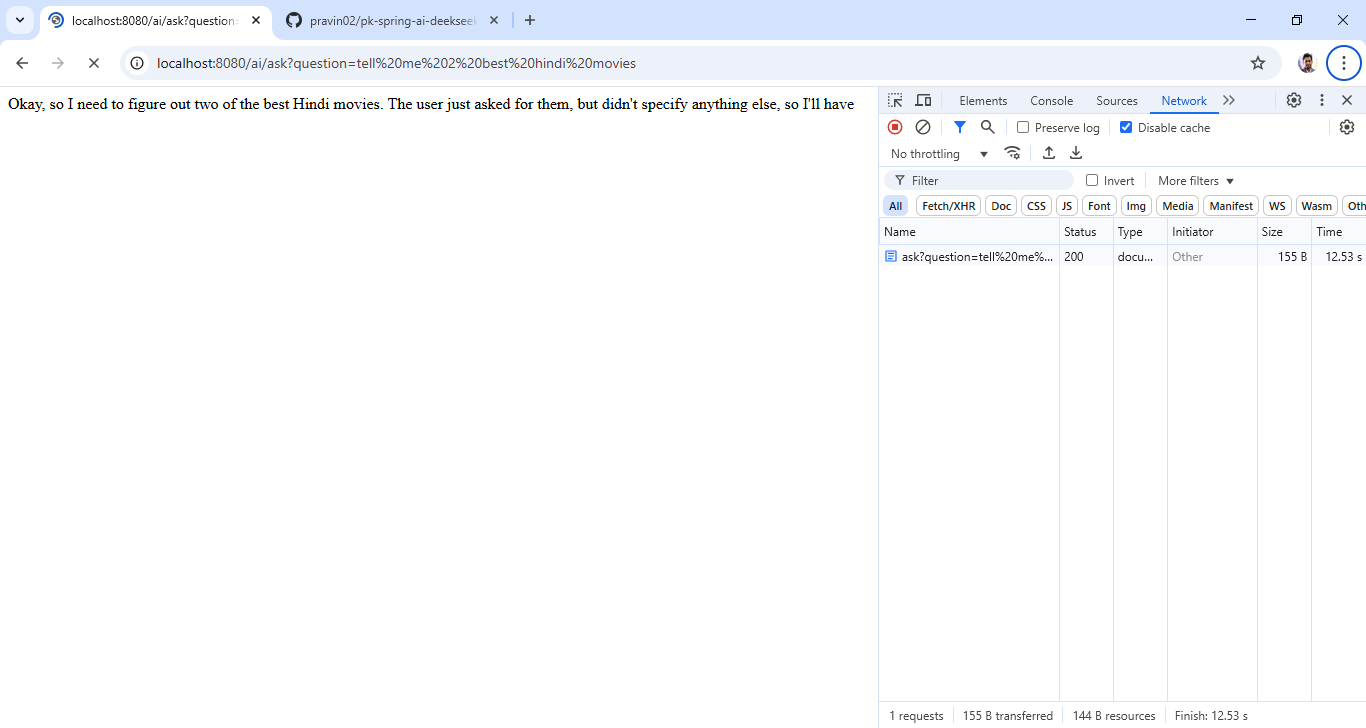 localhost:8080/ai/ask?question=
pravin02/pk-spring-ai-deekseek
localhost:8080/ai/ask?question=tell%20me%202%20best%20hindi%20movies
Okay, so I need to figure out two of the best Hindi movies. The user just asked for them, but didn't specify anything else, so I'll have
Elements Console Sources Network
Preserve log Disable cache
No throttling
Filter Invert More filters
All Fetch/XHR Doc CSS JS Font Img Media Manifest WS Wasm Oth
Name Status Type Initiator Size Time
ask?question=tell%20me%... 200 docu... Other 155 B 12.53 s
1 requests 155 B transferred 144 B resources Finish: 12.53 s